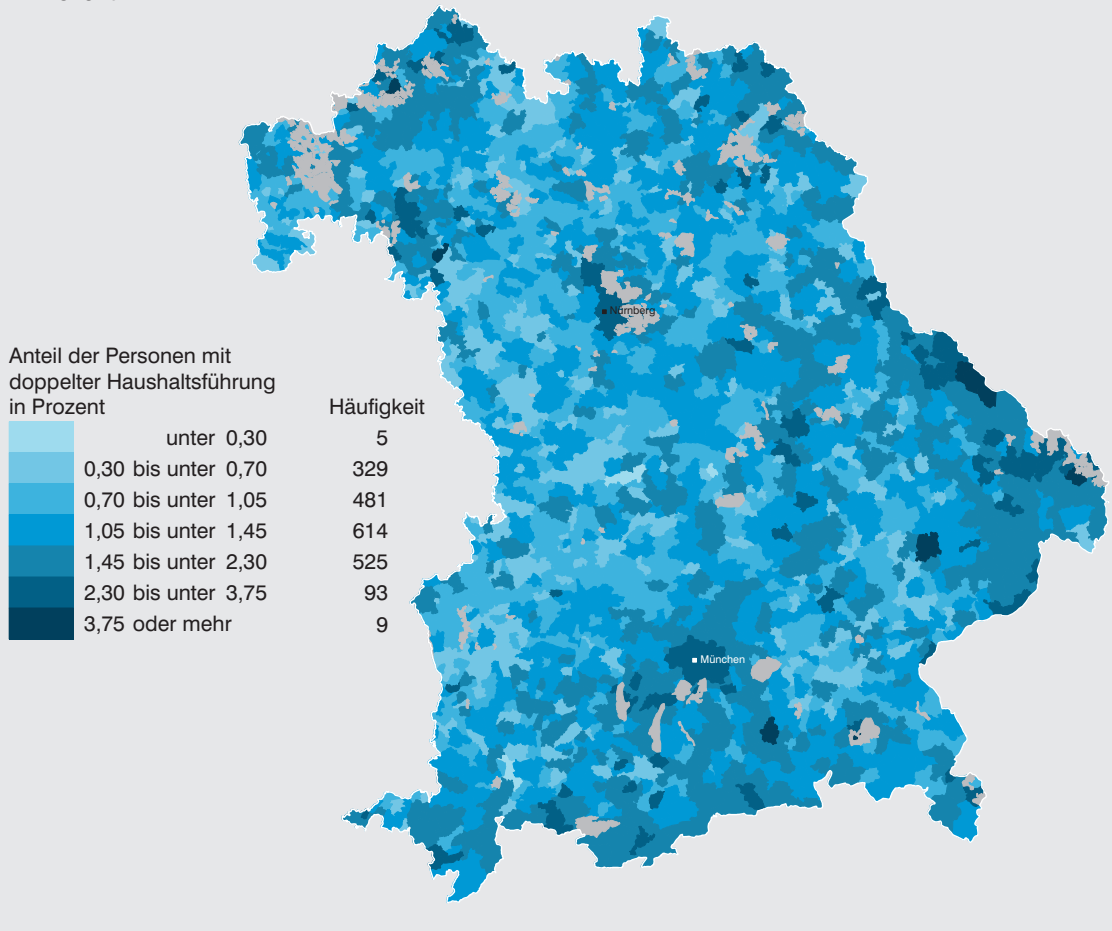 Nürnberg
Anteil der Personen mit
doppelter Haushaltsführung
in Prozent Häufigkeit
unter 0,30 5
0,30 bis unter 0,70 329
0,70 bis unter 1,05 481
1,05 bis unter 1,45 614
1,45 bis unter 2,30 525
2,30 bis unter 3,75 93
3,75 oder mehr 9
München